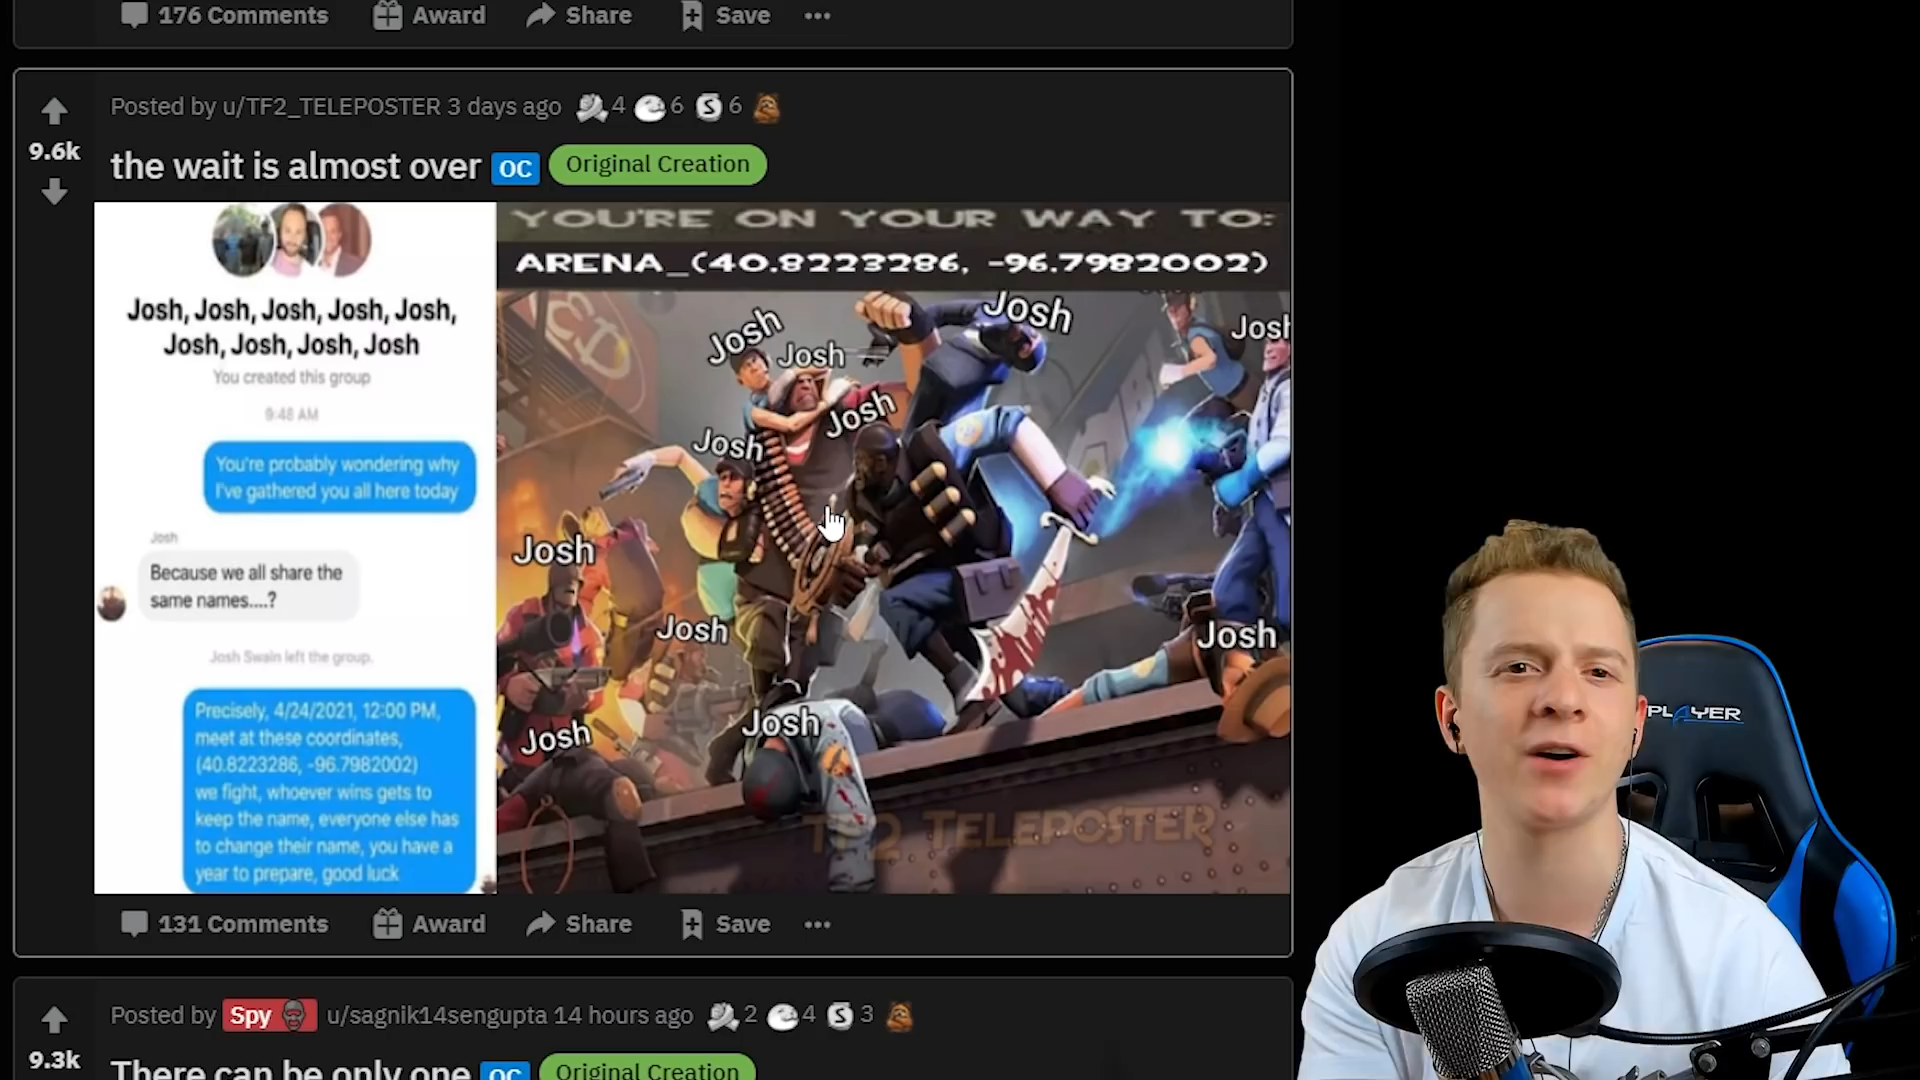 176 Comments Award Share Save
Posted by u/TF2_TELEPOSTER 3 days ago 4 6 S 6
9.6k
the wait is almost over OC Original Creation
Josh, Josh, Josh, Josh, Josh,
Josh, Josh, Josh, Josh
You created this group
9:48 AM
You're probably wondering why
I've gathered you all here today
Josh
Because we all share the
same names....?
Josh Swain left the group.
Precisely, 4/24/2021, 12:00 PM,
meet at these coordinates,
(40.8223286, -96.7982002)
we fight, whoever wins gets to
keep the name, everyone else has
to change their name, you have a
year to prepare, good luck
YOU'RE ON YOUR WAY TO:
ARENA_(40.8223286, -96.7982002)
Josh
Josh
Josh
Josh
Josh
Josh
Josh
Josh
Josh
Josh
Josh
TF2 TELEPOSTER
PLAYER
131 Comments Award Share Save
Posted by Spy u/sagnik14sengupta 14 hours ago 2 4 S 3
9.3k
There can be only one OC Original Creation